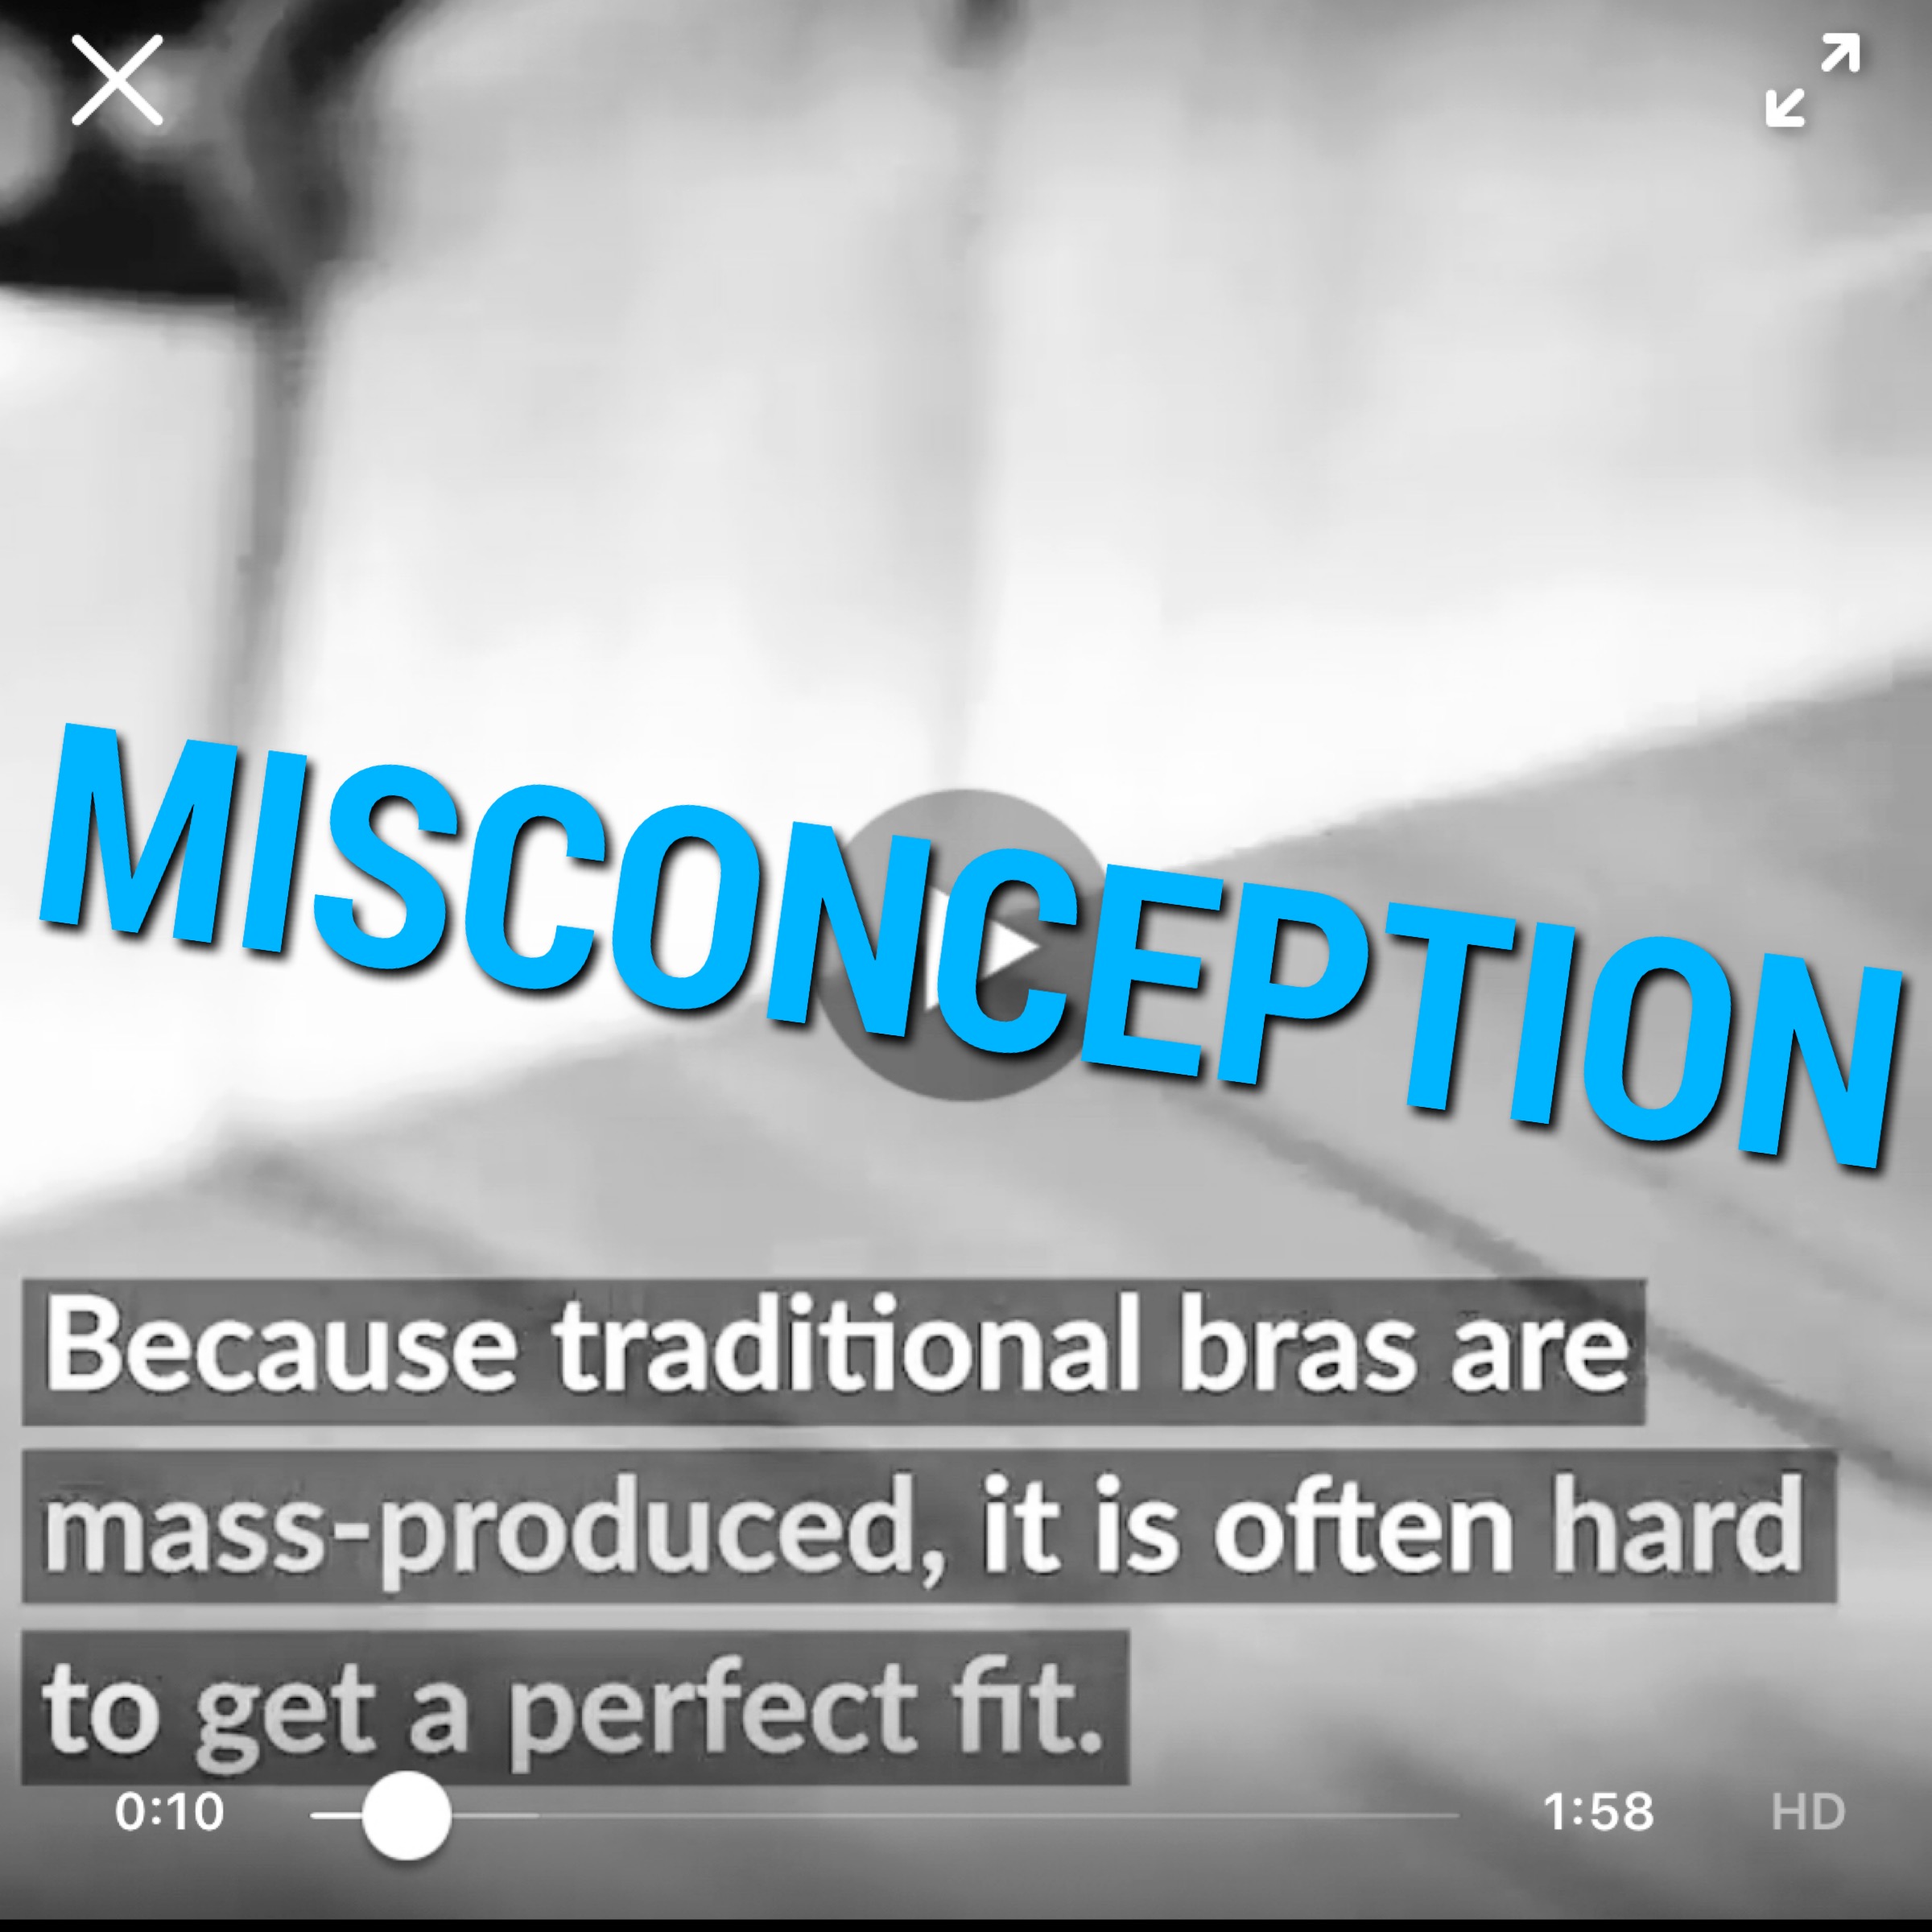 MISCONCEPTION
Because traditional bras are
mass-produced, it is often hard
to get a perfect fit.
0:10 1:58 HD